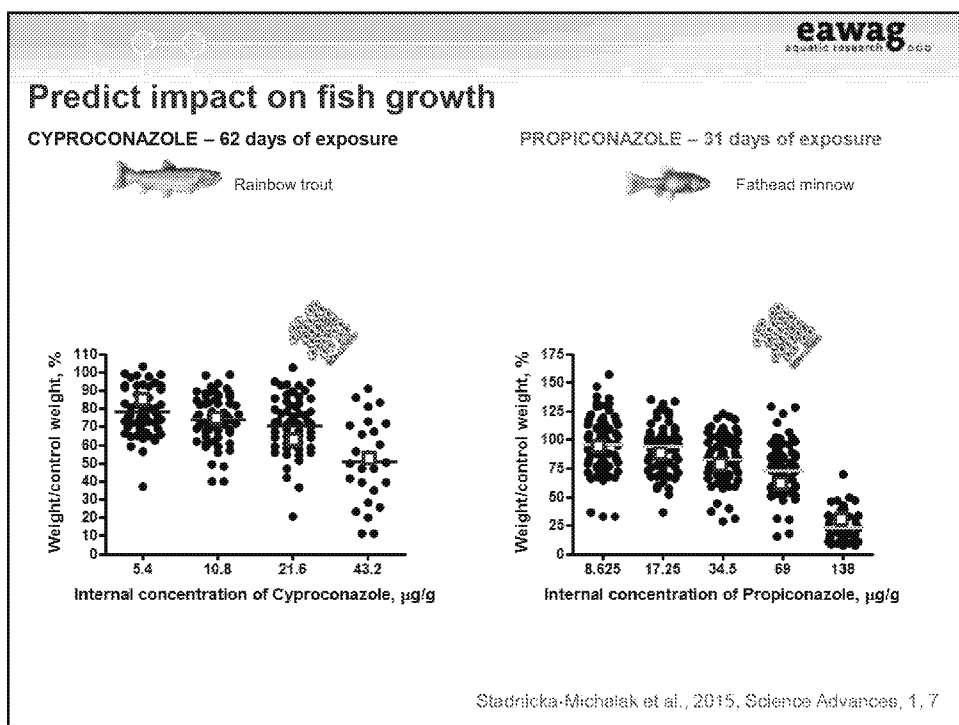 eawag
aquatic research
Predict impact on fish growth
CYPROCONAZOLE – 62 days of exposure
Rainbow trout
PROPICONAZOLE – 31 days of exposure
Fathead minnow
Weight/control weight, %
110
100
90
80
70
60
50
40
30
20
10
0
5.4 10.8 21.6 43.2
Internal concentration of Cyproconazole, µg/g
Weight/control weight, %
175
150
125
100
75
50
25
0
8.625 17.25 34.5 69 138
Internal concentration of Propiconazole, µg/g
Stadnicka-Michalak et al., 2015, Science Advances, 1, 7